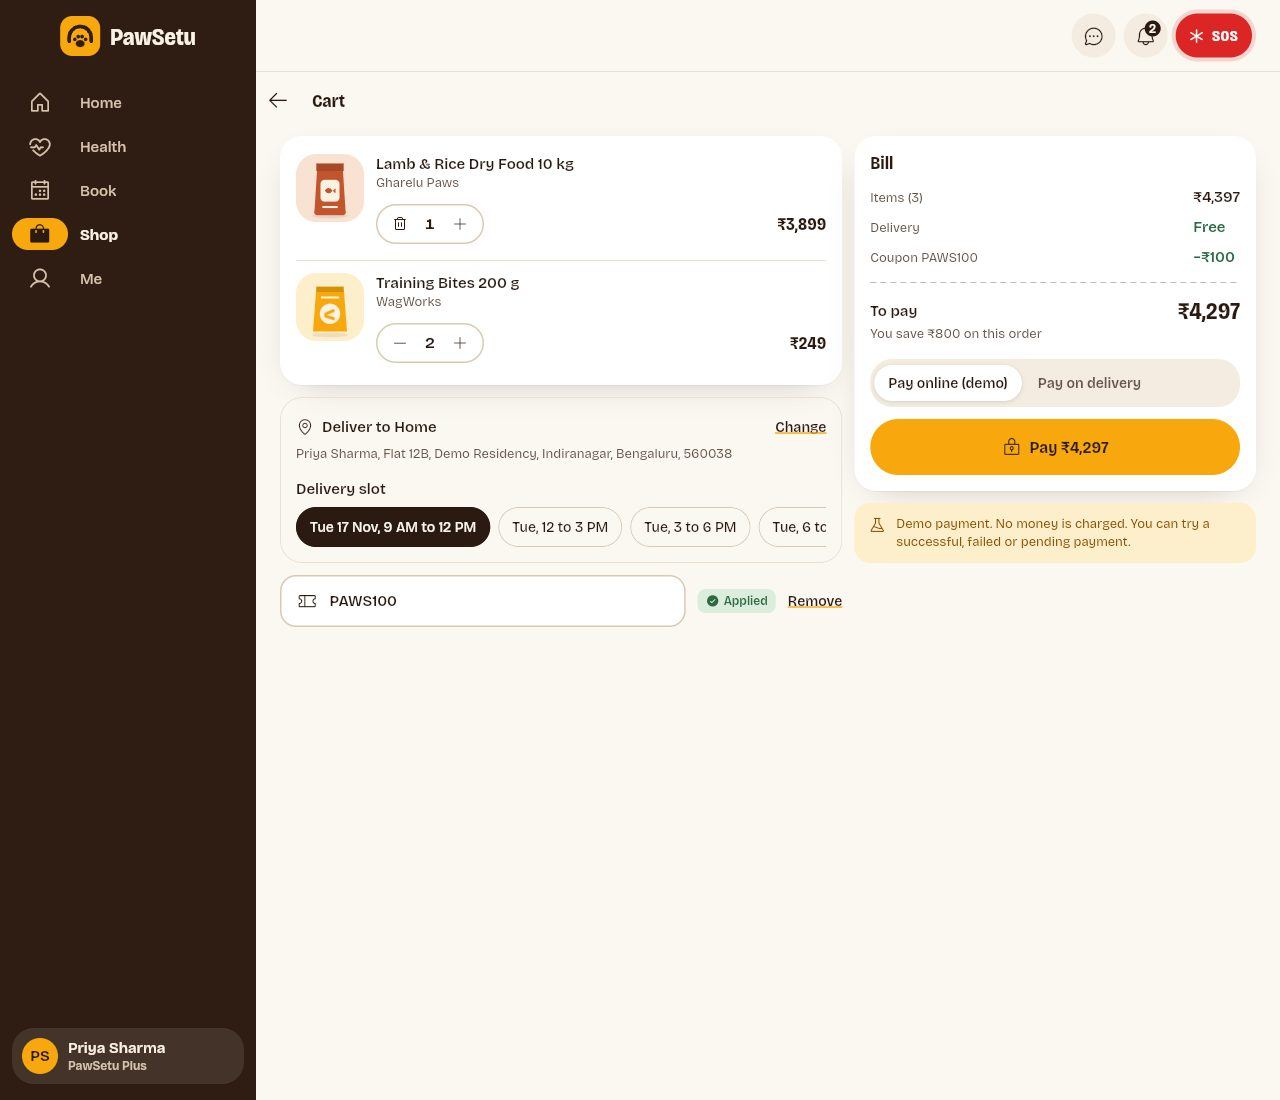 PawSetu
Home
Health
Book
Shop
Me
PS
Priya Sharma
PawSetu Plus
2
SOS
Cart
Lamb & Rice Dry Food 10 kg
Gharelu Paws
1
₹3,899
Training Bites 200 g
WagWorks
2
₹249
Deliver to Home
Change
Priya Sharma, Flat 12B, Demo Residency, Indiranagar, Bengaluru, 560038
Delivery slot
Tue 17 Nov, 9 AM to 12 PM
Tue, 12 to 3 PM
Tue, 3 to 6 PM
Tue, 6 to
PAWS100
Applied
Remove
Bill
Items (3) ₹4,397
Delivery Free
Coupon PAWS100 −₹100
To pay ₹4,297
You save ₹800 on this order
Pay online (demo)
Pay on delivery
Pay ₹4,297
Demo payment. No money is charged. You can try a
successful, failed or pending payment.